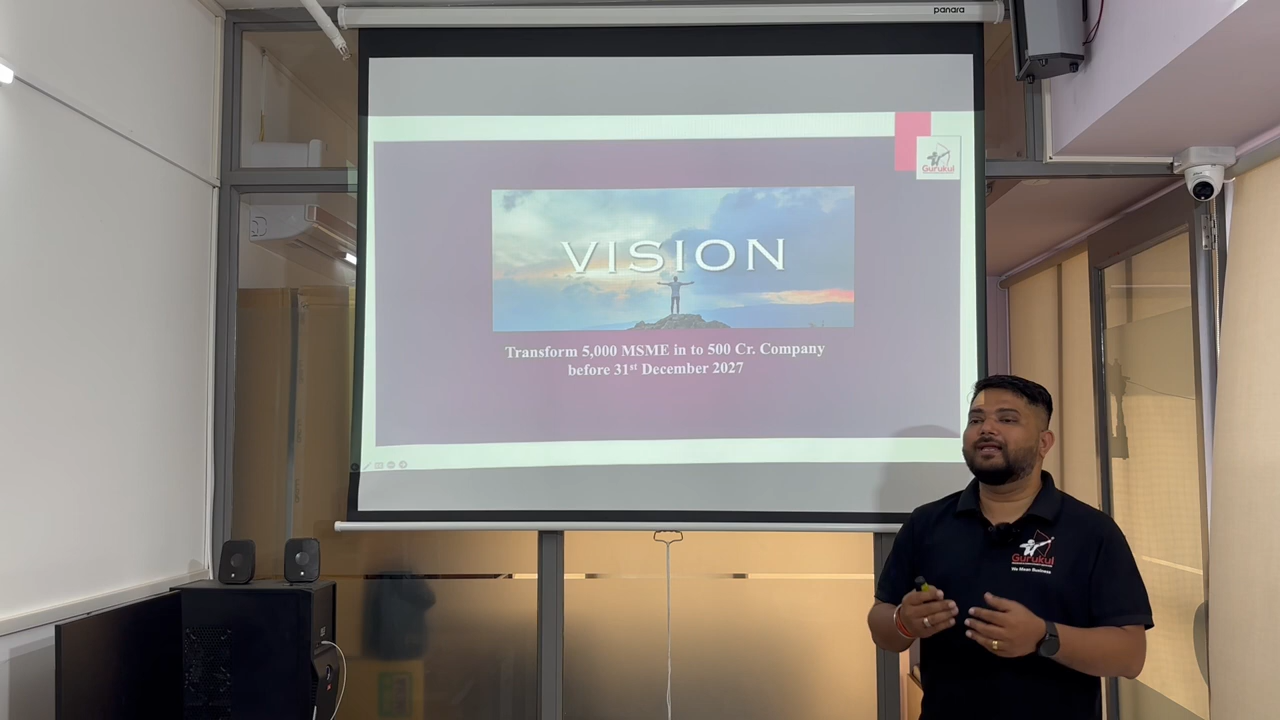 panara
Gurukul
VISION
Transform 5,000 MSME in to 500 Cr. Company
before 31st December 2027
Gurukul
We Mean Business